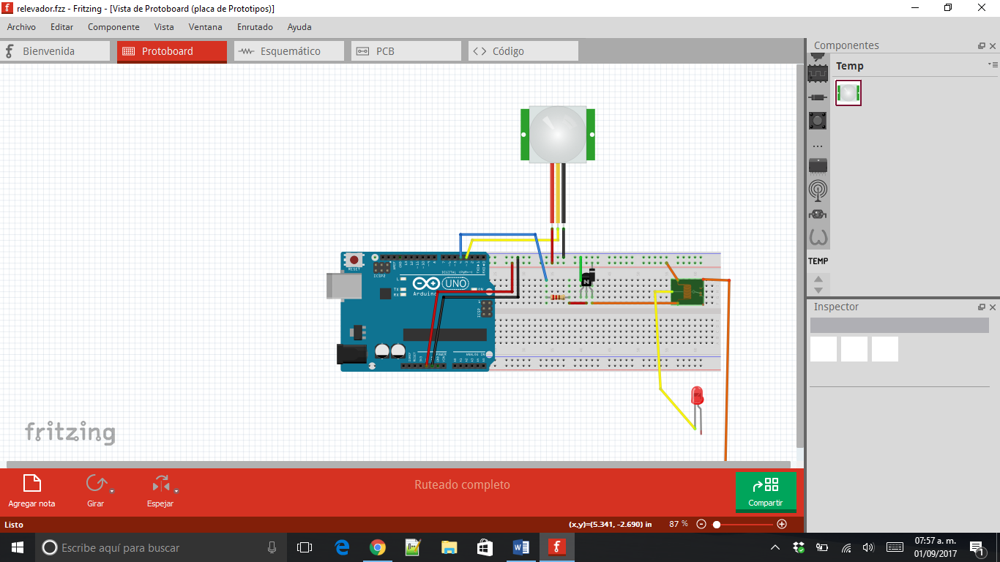 relevador.fzz - Fritzing - [Vista de Protoboard (placa de Prototipos)]
Archivo Editar Componente Vista Ventana Enrutado Ayuda
Bienvenida Protoboard Esquemático PCB Código
Componentes
Temp
TEMP
RESET
ICSP2
AREF
GND
DIGITAL (PWM=~)
L
TX
RX
Arduino
UNO
ON
ICSP
POWER
ANALOG IN
N
Inspector
fritzing
Agregar nota
Girar
Espejar
Ruteado completo
Compartir
Listo
(x,y)=(5.341, -2.690) in
87 %
Escribe aquí para buscar
07:57 a. m.
01/09/2017
1